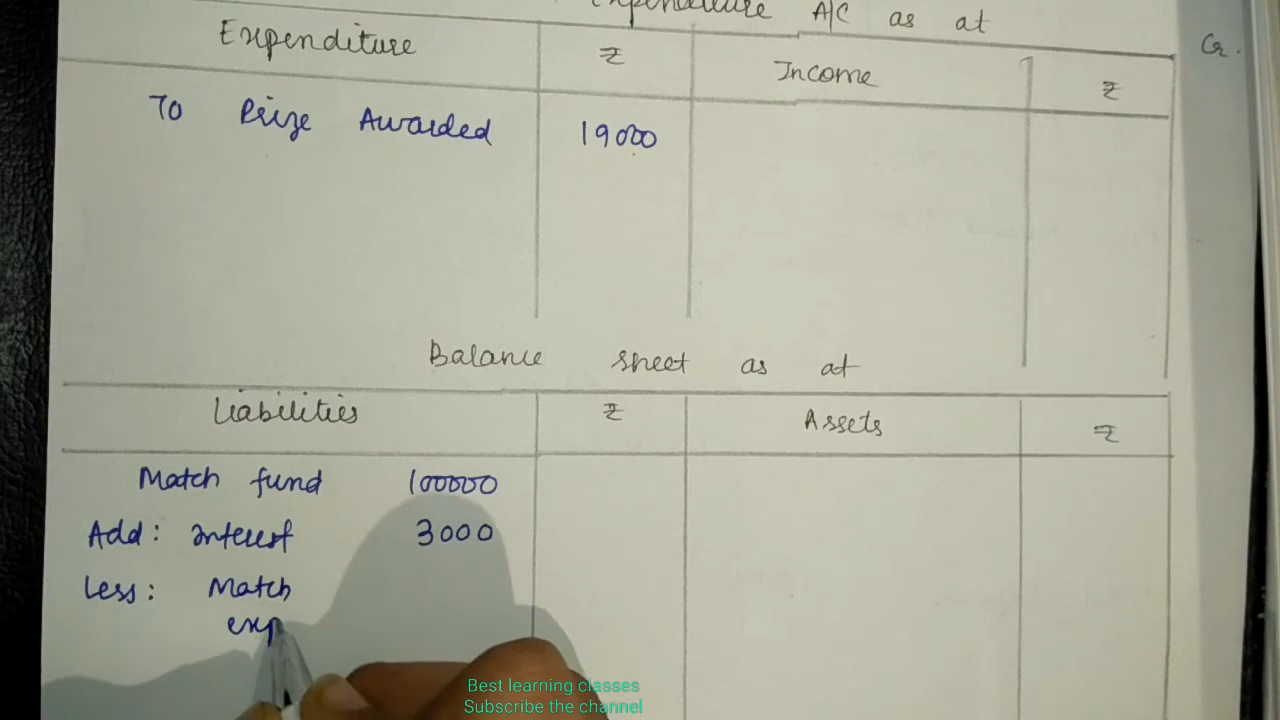 Expenditure A/C as at
Cr.
Expenditure ₹ Income ₹
To Prize Awarded 19000
Balance sheet as at
Liabilities ₹ Assets ₹
Match fund 100000
Add: Interest 3000
Less: Match
exp
Best learning classes
Subscribe the channel